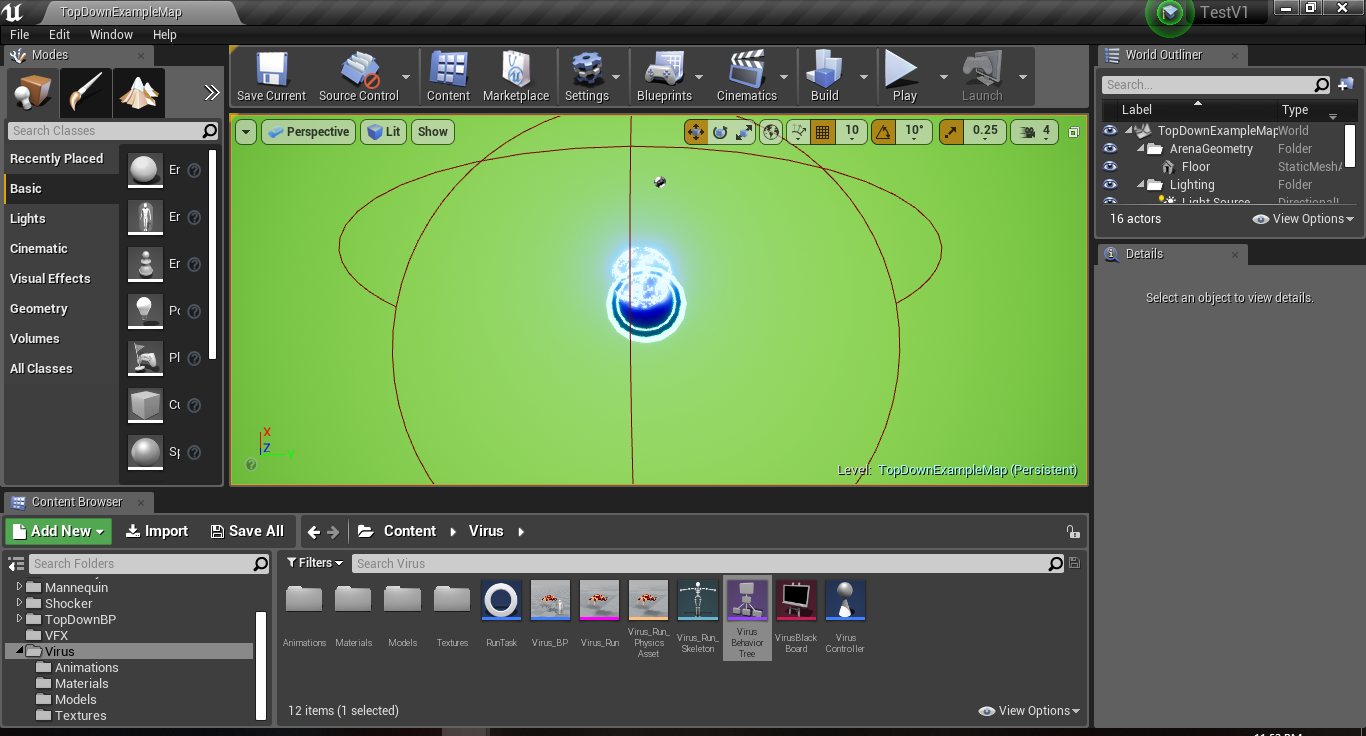 TopDownExampleMap
TestV1
File Edit Window Help
Modes
Search Classes
Recently Placed
Basic
Lights
Cinematic
Visual Effects
Geometry
Volumes
All Classes
Er
Er
Er
Pc
Pl
Cu
Sp
Save Current
Source Control
Content
Marketplace
Settings
Blueprints
Cinematics
Build
Play
Launch
Perspective
Lit
Show
10
10°
0.25
4
X
Z
Y
Level: TopDownExampleMap (Persistent)
World Outliner
Search...
Label Type
TopDownExampleMap World
ArenaGeometry Folder
Floor StaticMeshA
Lighting Folder
Light Source Directionall
16 actors
View Options
Details
Select an object to view details.
Content Browser
Add New
Import
Save All
Content
Virus
Search Folders
Mannequin
Shocker
TopDownBP
VFX
Virus
Animations
Materials
Models
Textures
Filters
Search Virus
Animations
Materials
Models
Textures
RunTask
Virus_BP
Virus_Run
Virus_Run_
Physics
Asset
Virus_Run_
Skeleton
Virus
Behavior
Tree
VirusBlack
Board
Virus
Controller
12 items (1 selected)
View Options